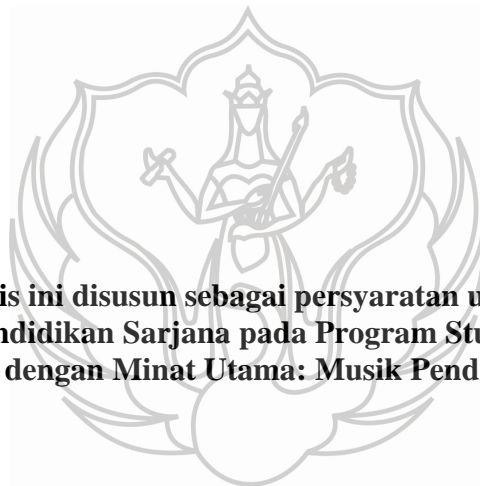 is ini disusun sebagai persyaratan u
ndidikan Sarjana pada Program Stu
dengan Minat Utama: Musik Pend